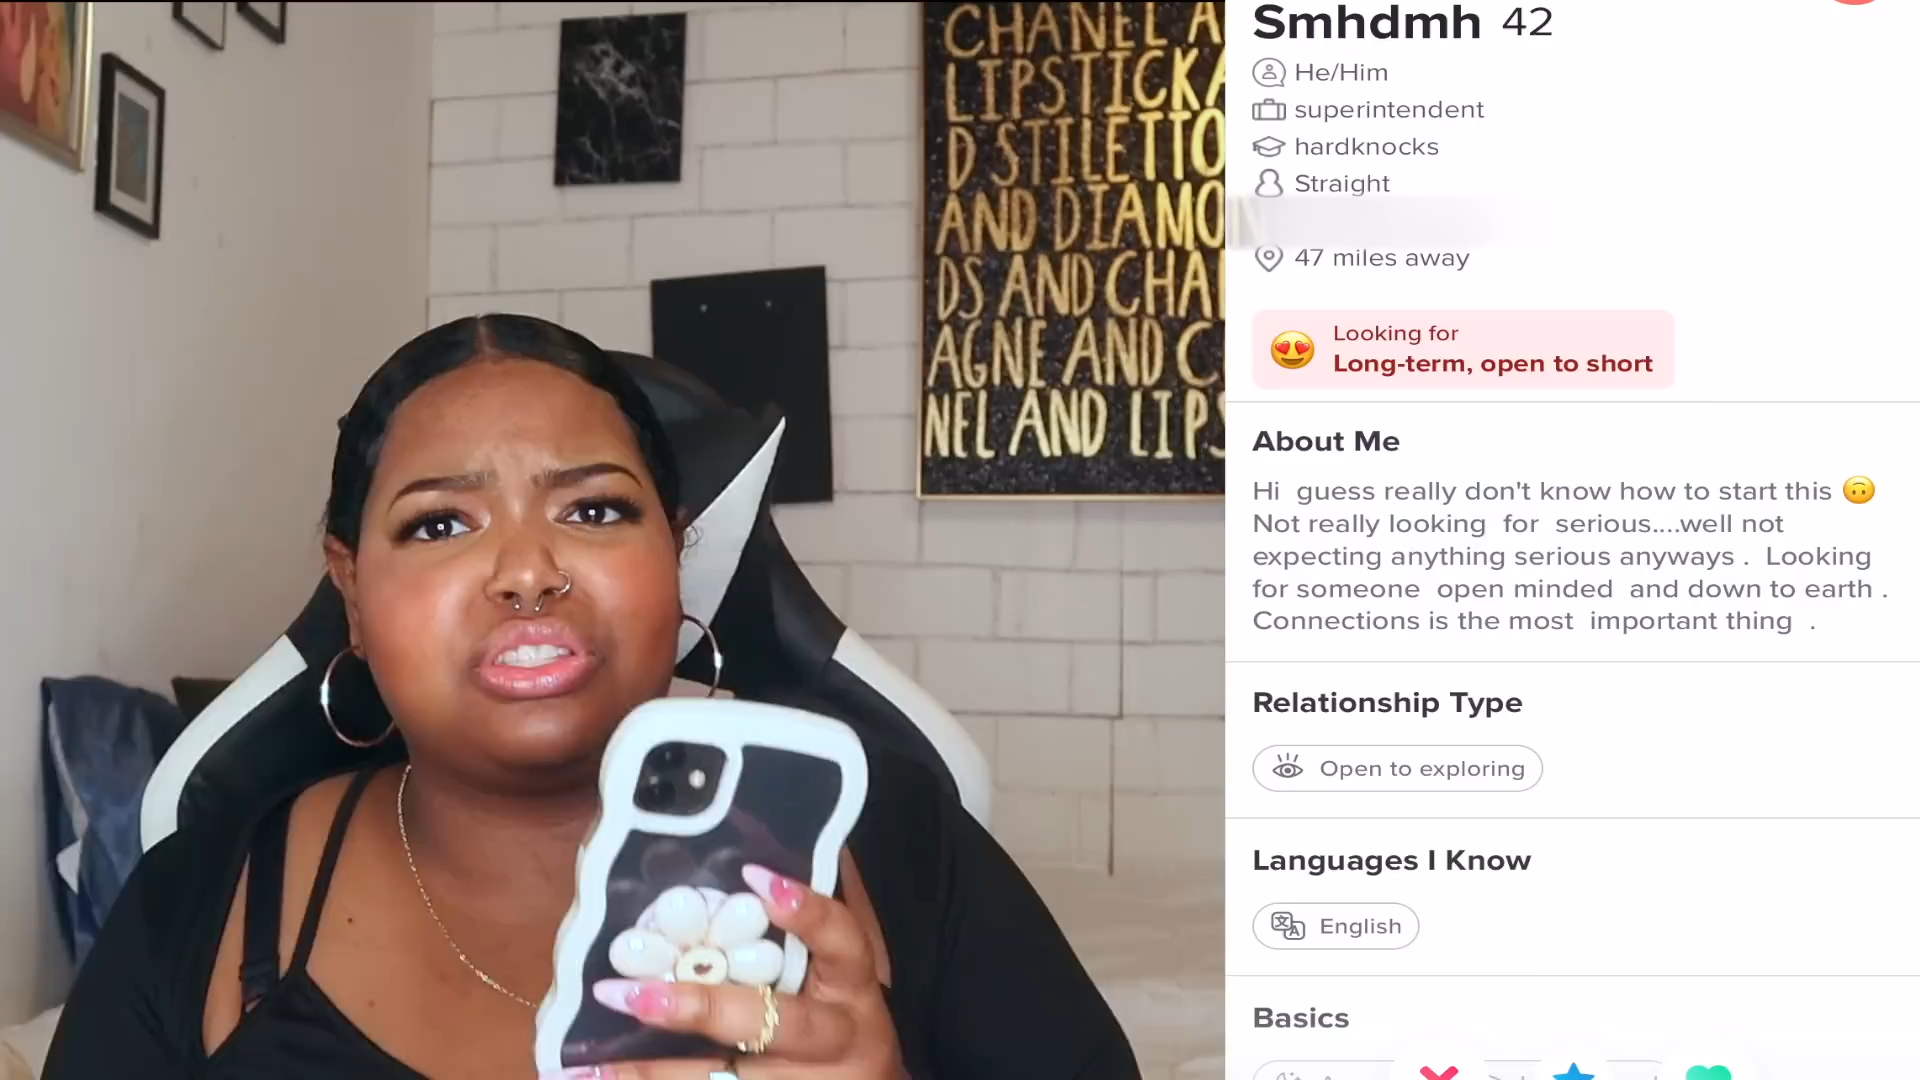 CHANEL A
LIPSTICKA
D STILETTO
AND DIAMON
DS AND CHA
AGNE AND C
NEL AND LIPS
Smhdmh 42
He/Him
superintendent
hardknocks
Straight
47 miles away
Looking for
Long-term, open to short
About Me
Hi guess really don't know how to start this 🙃
Not really looking for serious....well not
expecting anything serious anyways . Looking
for someone open minded and down to earth .
Connections is the most important thing .
Relationship Type
Open to exploring
Languages I Know
English
Basics